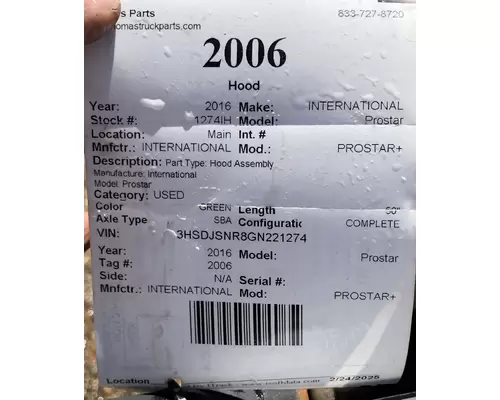 's Parts 833-727-8720
omastruckparts.com
2006
Hood
Year: 2016 Make: INTERNATIONAL
Stock #: 1274IH Model: Prostar
Location: Main Int. #
Mnfctr.: INTERNATIONAL Mod.: PROSTAR+
Description: Part Type: Hood Assembly
Manufacture: International
Model: Prostar
Category: USED
Color GREEN Length 50"
Axle Type SBA Configuratic COMPLETE
VIN: 3HSDJSNR8GN221274
Year: 2016 Model: Prostar
Tag #: 2006
Side: N/A Serial #:
Mnfctr.: INTERNATIONAL Mod: PROSTAR+
Location 2/24/2025